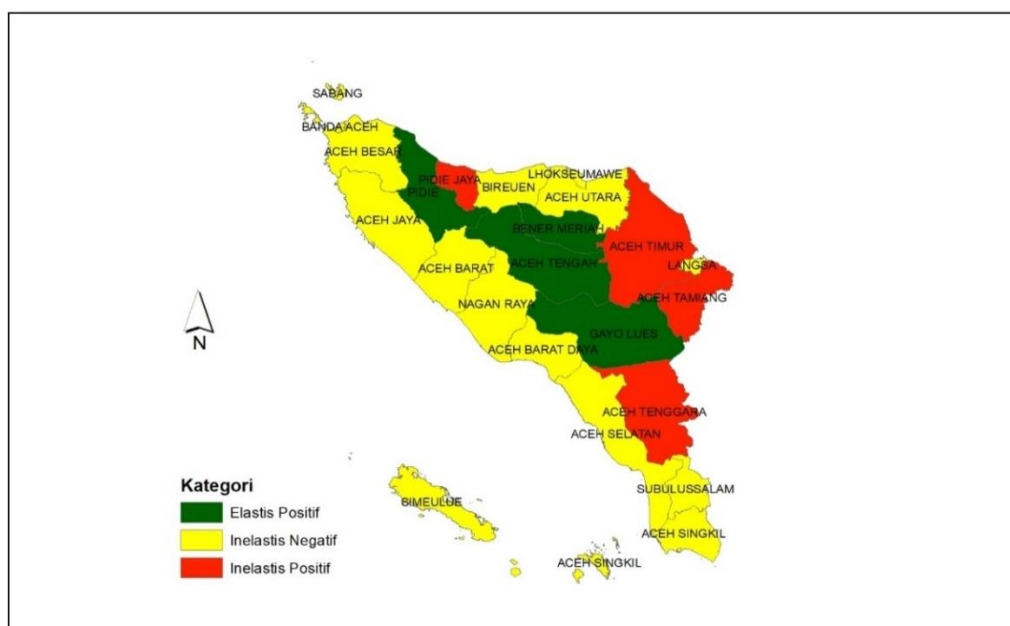 SABANG
BANDA ACEH
ACEH BESAR
PIDIE JAYA
PIDIE
BIREUEN
LHOKSEUMAWE
ACEH UTARA
ACEH JAYA
BENER MERIAH
ACEH TIMUR
ACEH BARAT
ACEH TENGAH
LANGSA
NAGAN RAYA
ACEH TAMIANG
GAYO LUES
ACEH BARAT DAYA
N
ACEH TENGGARA
ACEH SELATAN
SUBULUSSALAM
SIMEULUE
ACEH SINGKIL
ACEH SINGKIL
Kategori
Elastis Positif
Inelastis Negatif
Inelastis Positif